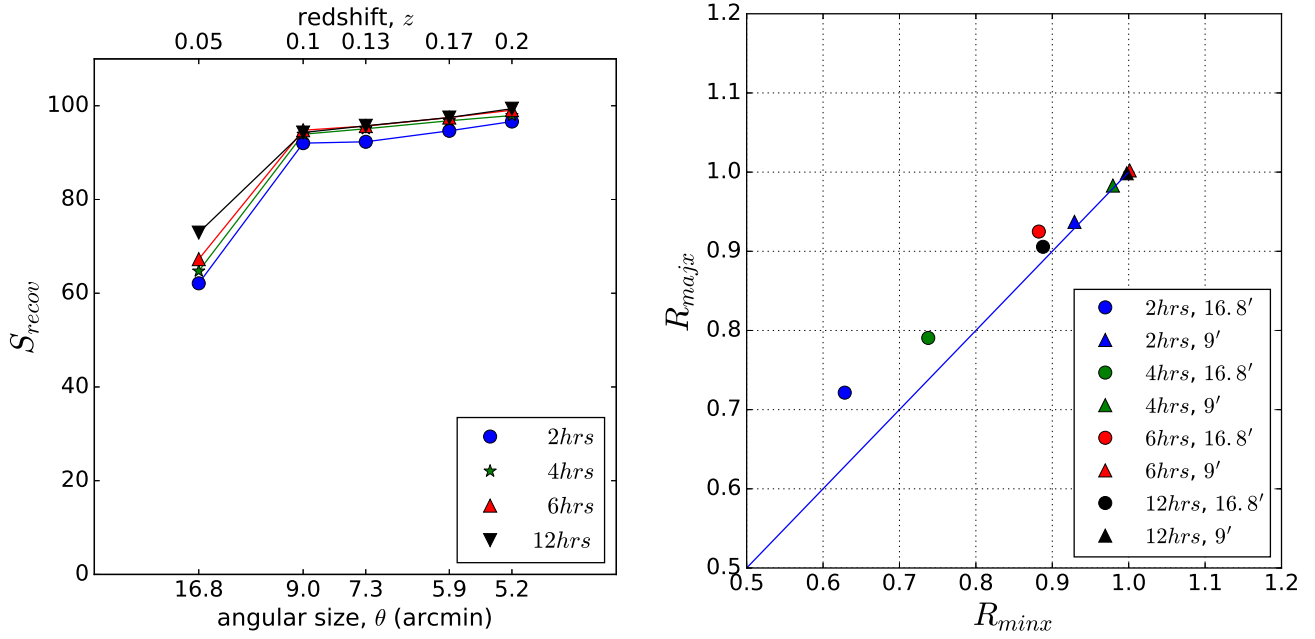 redshift, z
0.05 0.1 0.13 0.17 0.2
100
80
60
40
20
0
S_recov
16.8 9.0 7.3 5.9 5.2
angular size, θ (arcmin)
2hrs
4hrs
6hrs
12hrs
1.2
1.1
1.0
0.9
0.8
0.7
0.6
0.5
R_majx
0.5 0.6 0.7 0.8 0.9 1.0 1.1 1.2
R_minx
2hrs, 16.8′
2hrs, 9′
4hrs, 16.8′
4hrs, 9′
6hrs, 16.8′
6hrs, 9′
12hrs, 16.8′
12hrs, 9′